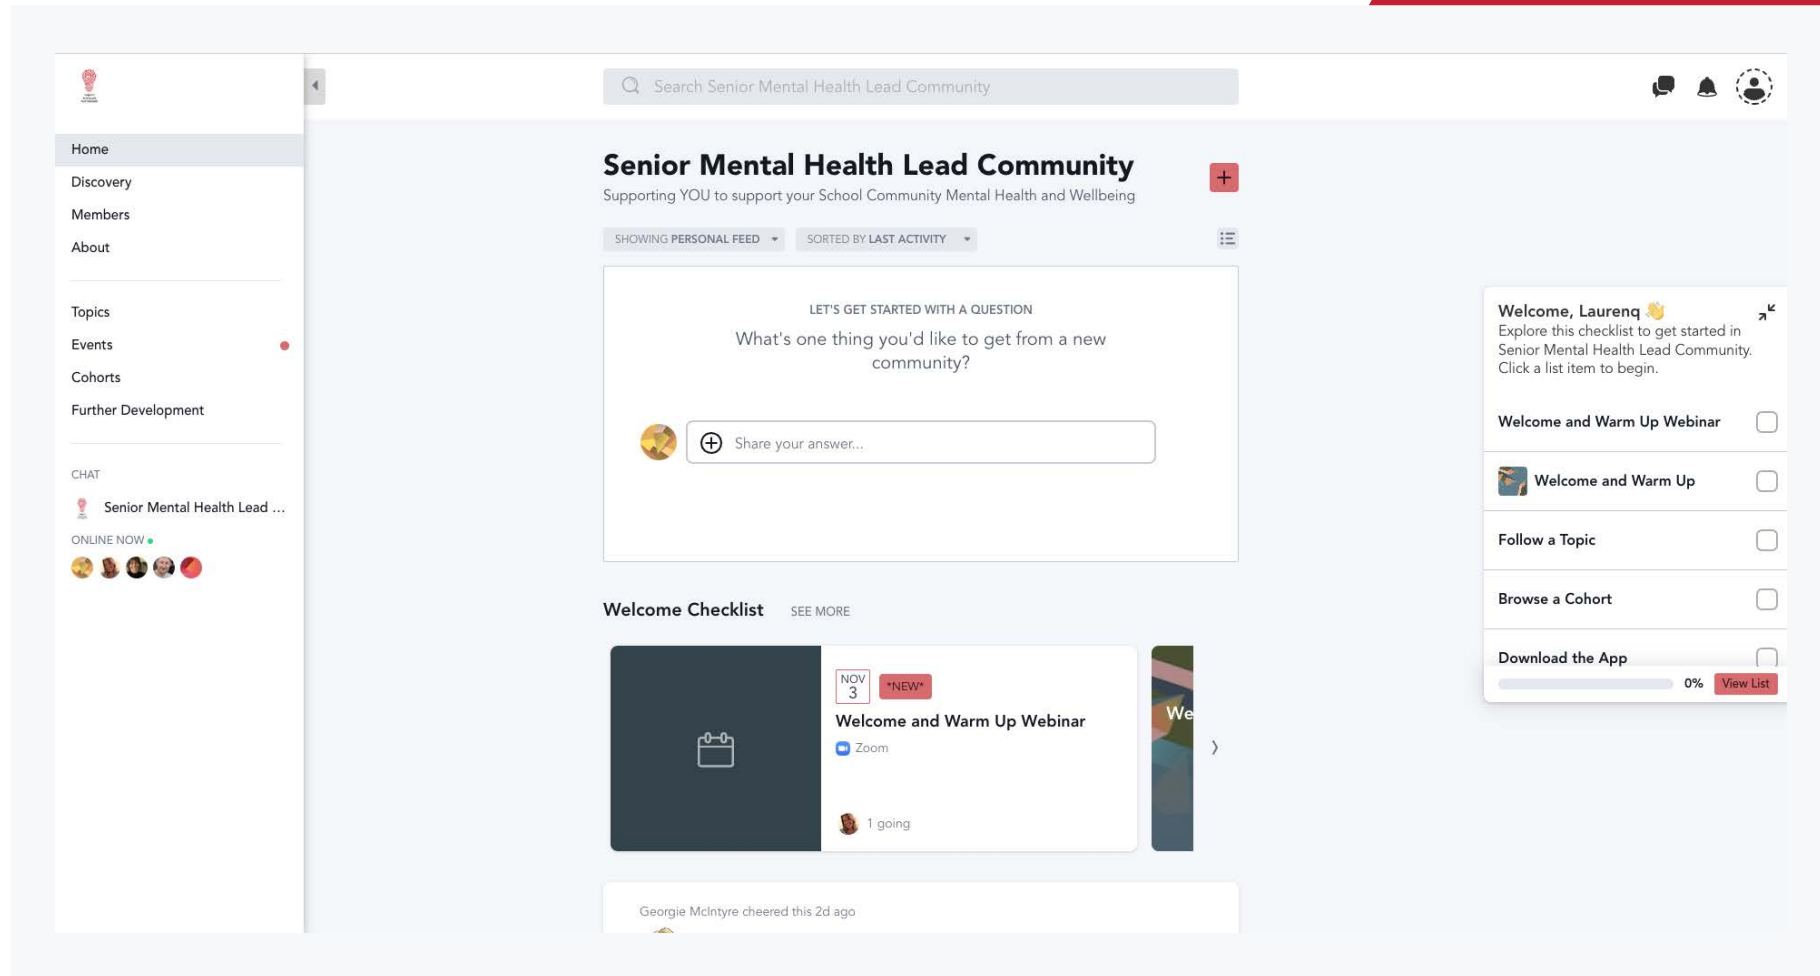 Search Senior Mental Health Lead Community
Home
Discovery
Members
About
Topics
Events
Cohorts
Further Development
CHAT
Senior Mental Health Lead ...
ONLINE NOW
Senior Mental Health Lead Community
Supporting YOU to support your School Community Mental Health and Wellbeing
SHOWING PERSONAL FEED
SORTED BY LAST ACTIVITY
LET'S GET STARTED WITH A QUESTION
What's one thing you'd like to get from a new
community?
Share your answer...
Welcome Checklist SEE MORE
NOV
3
*NEW*
Welcome and Warm Up Webinar
Zoom
1 going
We
Georgie McIntyre cheered this 2d ago
Welcome, Laurenq 👋
Explore this checklist to get started in
Senior Mental Health Lead Community.
Click a list item to begin.
Welcome and Warm Up Webinar
Welcome and Warm Up
Follow a Topic
Browse a Cohort
Download the App
0% View List